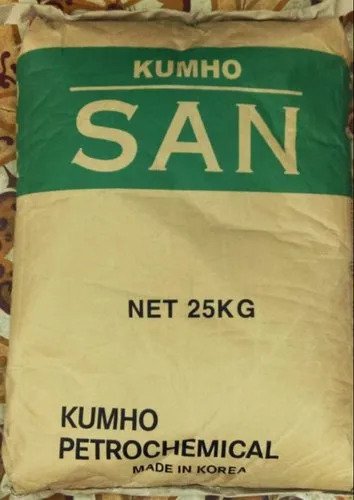 KUMHO
SAN
NET 25KG
KUMHO
PETROCHEMICAL
MADE IN KOREA